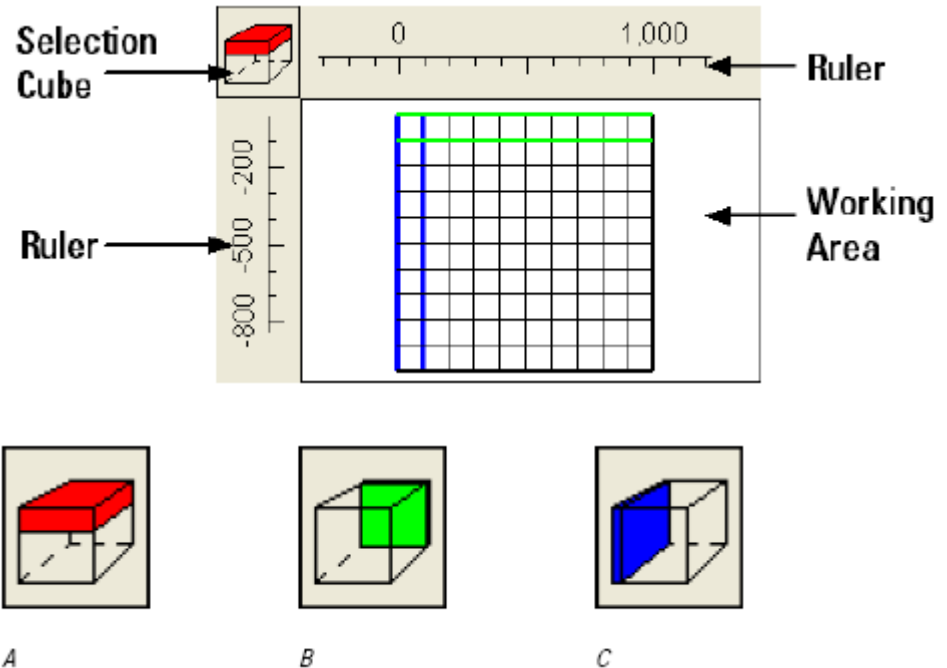 Selection
Cube
0 1,000
Ruler
-200
-500
-800
Ruler
Working
Area
A B C